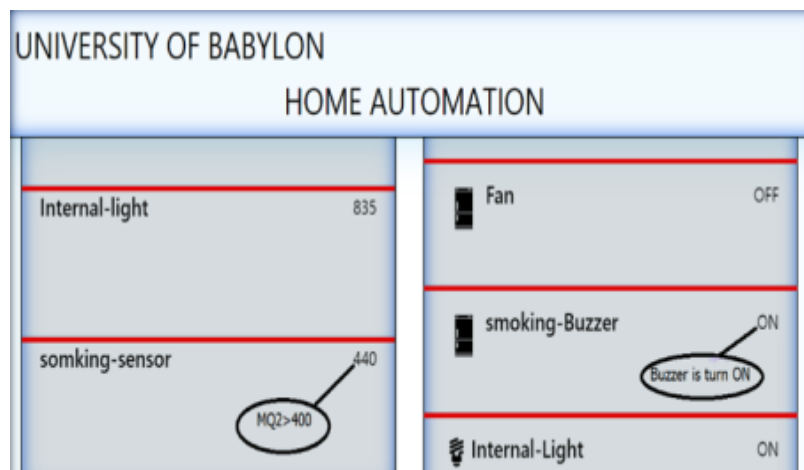 UNIVERSITY OF BABYLON
HOME AUTOMATION
Internal-light 835
somking-sensor 440
MQ2>400
Fan OFF
smoking-Buzzer ON
Buzzer is turn ON
Internal-Light ON